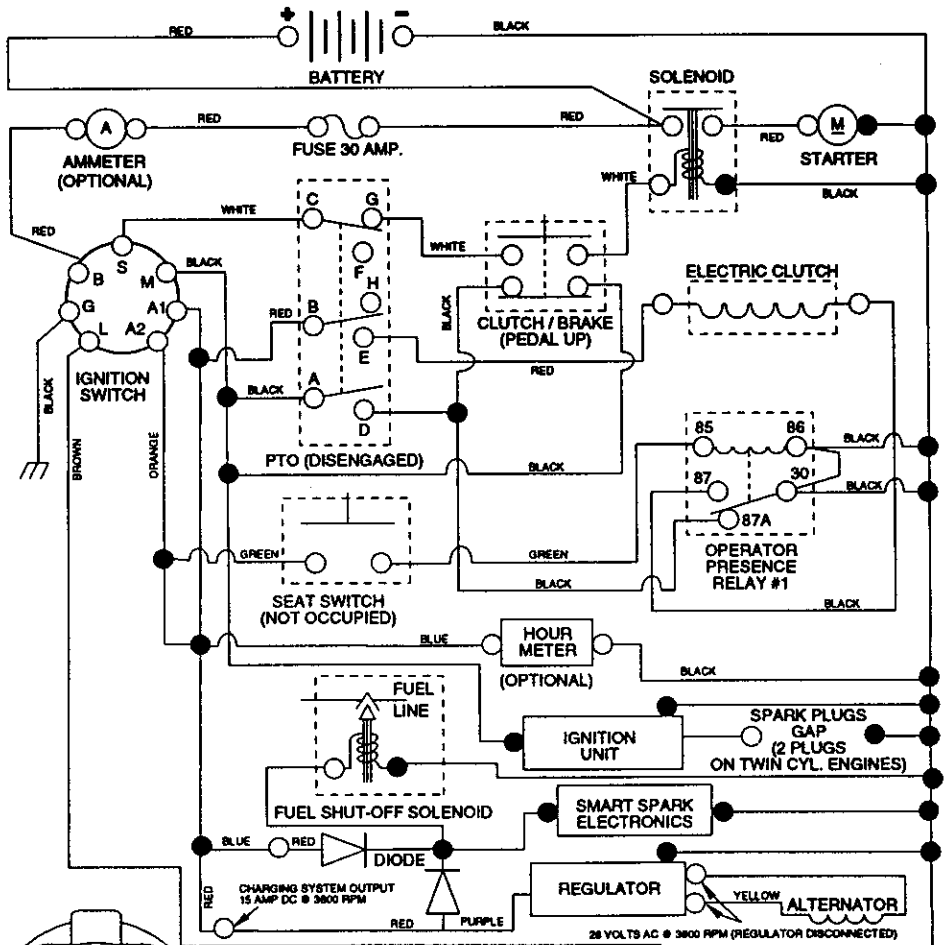 + -
RED
BLACK
BATTERY
SOLENOID
A
RED
RED
RED
M
AMMETER
(OPTIONAL)
FUSE 30 AMP.
STARTER
WHITE
BLACK
C G
WHITE
RED
S
B
M
BLACK
F
WHITE
ELECTRIC CLUTCH
G
A1
H
B
RED
BLACK
L A2
E
CLUTCH / BRAKE
(PEDAL UP)
IGNITION
SWITCH
RED
BLACK
BLACK
A
D
85 86
BLACK
BROWN
ORANGE
PTO (DISENGAGED)
BLACK
87
30
BLACK
87A
GREEN
GREEN
OPERATOR
PRESENCE
RELAY #1
BLACK
SEAT SWITCH
(NOT OCCUPIED)
BLACK
BLUE
HOUR
METER
(OPTIONAL)
BLACK
FUEL
LINE
SPARK PLUGS
GAP
(2 PLUGS
ON TWIN CYL. ENGINES)
IGNITION
UNIT
FUEL SHUT-OFF SOLENOID
SMART SPARK
ELECTRONICS
BLUE
RED
DIODE
RED
CHARGING SYSTEM OUTPUT
15 AMP DC @ 3600 RPM
REGULATOR
YELLOW
ALTERNATOR
RED
PURPLE
28 VOLTS AC @ 3600 RPM (REGULATOR DISCONNECTED)